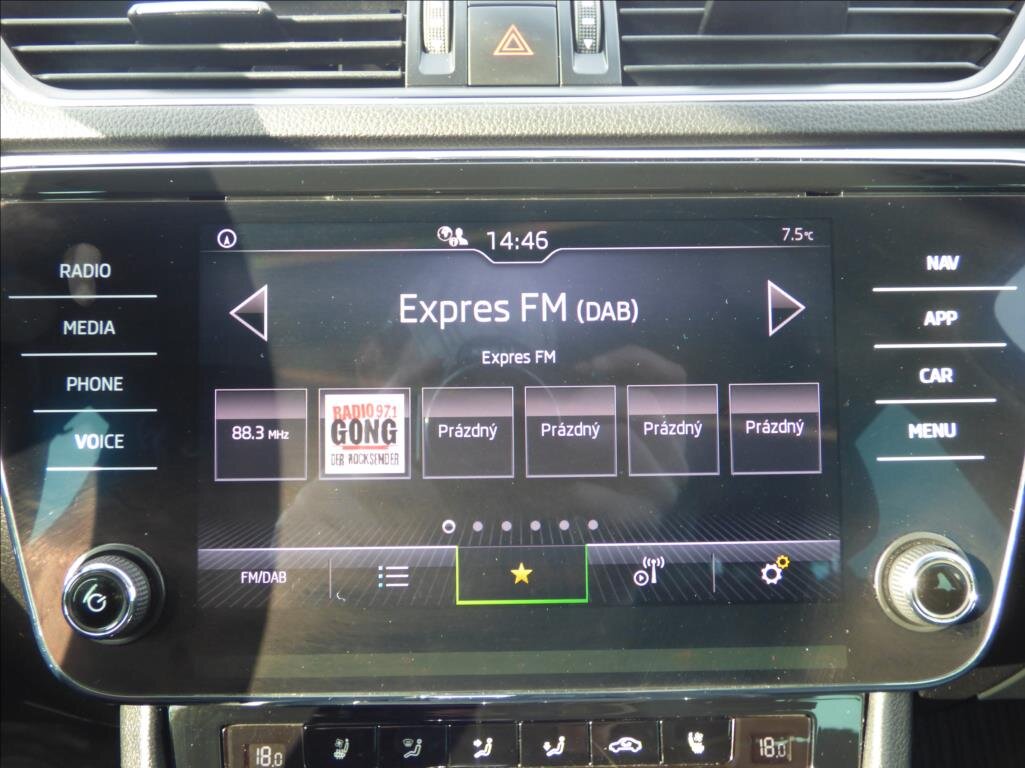 14:46
7.5°C
RADIO
MEDIA
PHONE
VOICE
Expres FM (DAB)
Expres FM
88.3 MHz
RADIO 97.1
GONG
DER ROCKSENDER
Prázdný
Prázdný
Prázdný
Prázdný
FM/DAB
NAV
APP
CAR
MENU
18.0
18.0